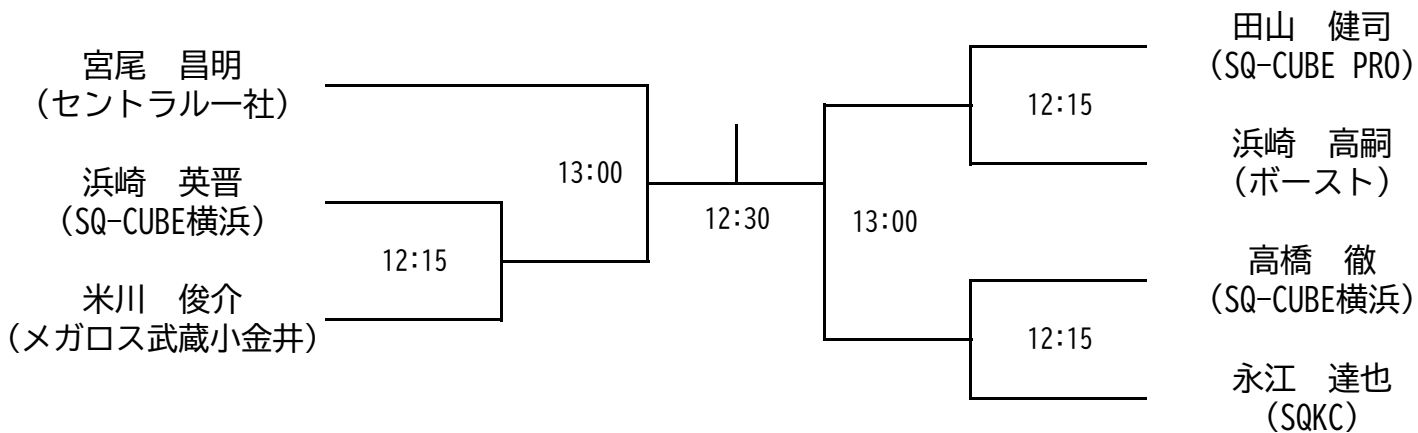 宮尾　昌明
(セントラル一社)
浜崎　英晋
(SQ-CUBE横浜)
米川　俊介
(メガロス武蔵小金井)
12:15
13:00
12:30
13:00
12:15
12:15
田山　健司
(SQ-CUBE PRO)
浜崎　高嗣
(ボースト)
高橋　徹
(SQ-CUBE横浜)
永江　達也
(SQKC)